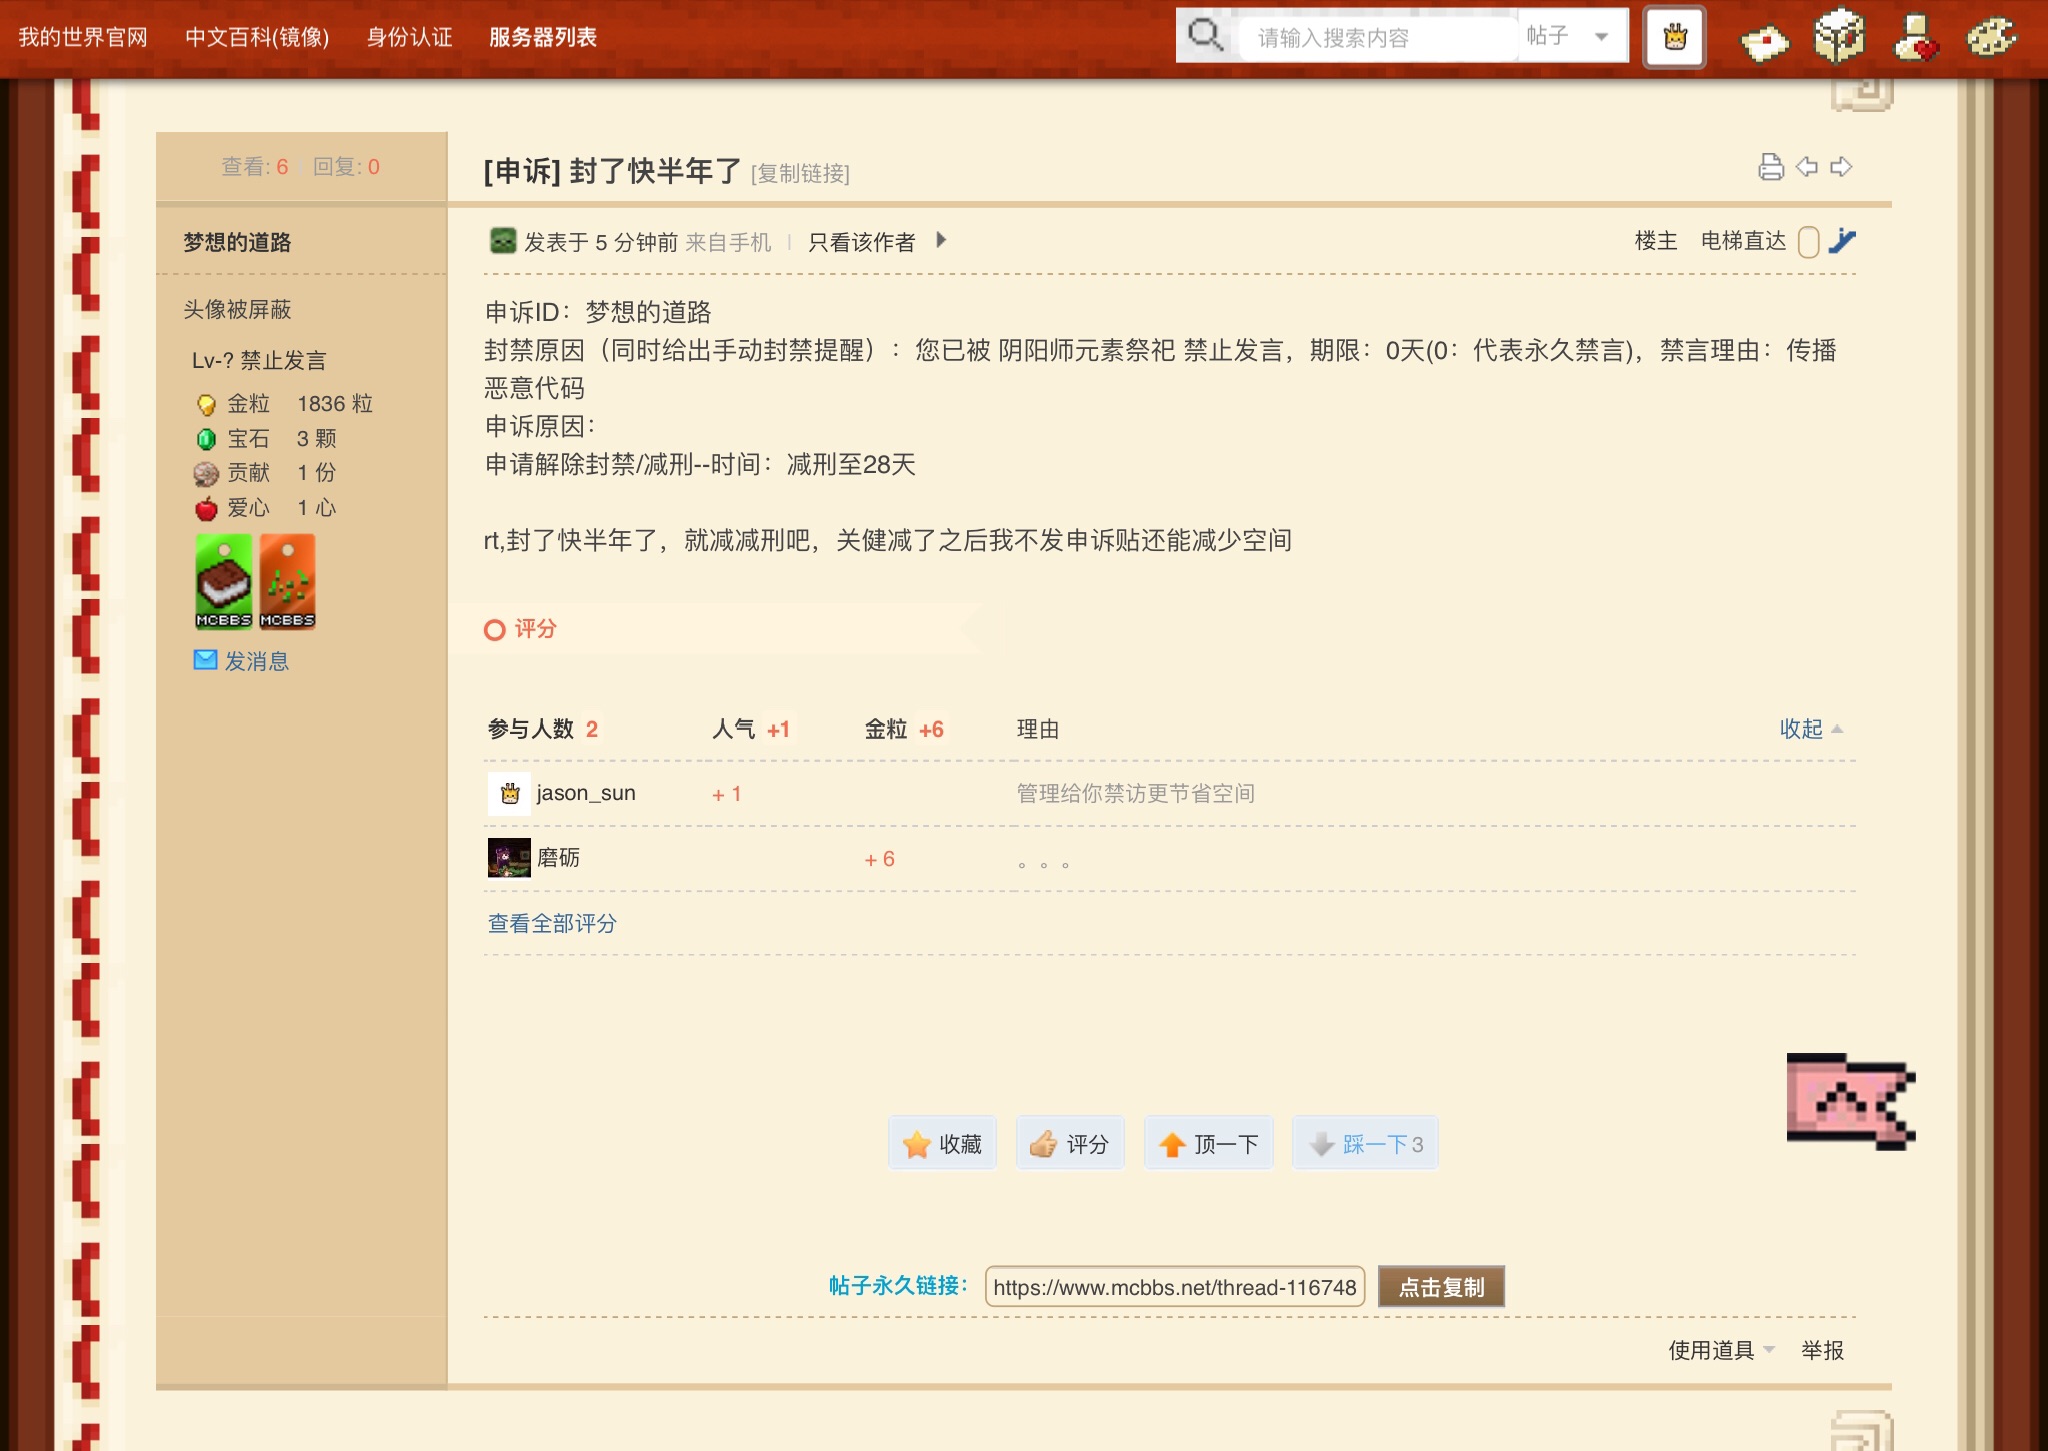 我的世界官网 中文百科(镜像) 身份认证 服务器列表 请输入搜索内容 帖子
查看: 6 回复: 0
[申诉] 封了快半年了 [复制链接]
梦想的道路
发表于 5 分钟前 来自手机 | 只看该作者
楼主 电梯直达
头像被屏蔽
Lv-? 禁止发言
金粒 1836 粒
宝石 3 颗
贡献 1 份
爱心 1 心
MCBBS MCBBS
发消息
申诉ID：梦想的道路
封禁原因（同时给出手动封禁提醒）：您已被 阴阳师元素祭祀 禁止发言，期限：0天(0：代表永久禁言)，禁言理由：传播
恶意代码
申诉原因：
申请解除封禁/减刑--时间：减刑至28天
rt,封了快半年了，就减减刑吧，关健减了之后我不发申诉贴还能减少空间
评分
参与人数 2 人气 +1 金粒 +6 理由 收起
jason_sun + 1 管理给你禁访更节省空间
磨砺 + 6 。。。
查看全部评分
收藏 评分 顶一下 踩一下 3
帖子永久链接： https://www.mcbbs.net/thread-116748 点击复制
使用道具 举报